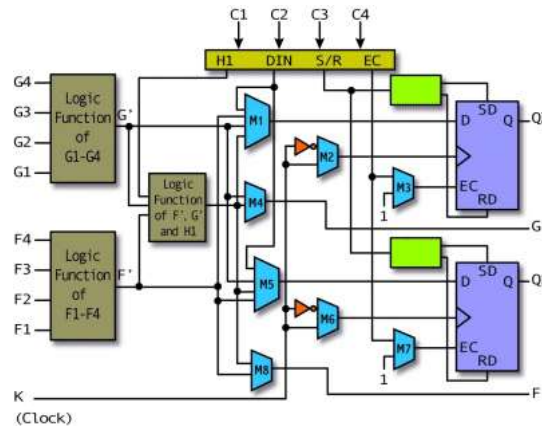 C1 C2 C3 C4
H1 DIN S/R EC
G4
G3
G2
G1
Logic
Function
of
G1-G4
G'
M1
M2
M3
1
SD
D Q
EC
RD
Q
Logic
Function
of F', G'
and H1
M4
G
F4
F3
F2
F1
Logic
Function
of
F1-F4
F'
M5
M6
M7
1
SD
D Q
EC
RD
Q
M8
F
K
(Clock)